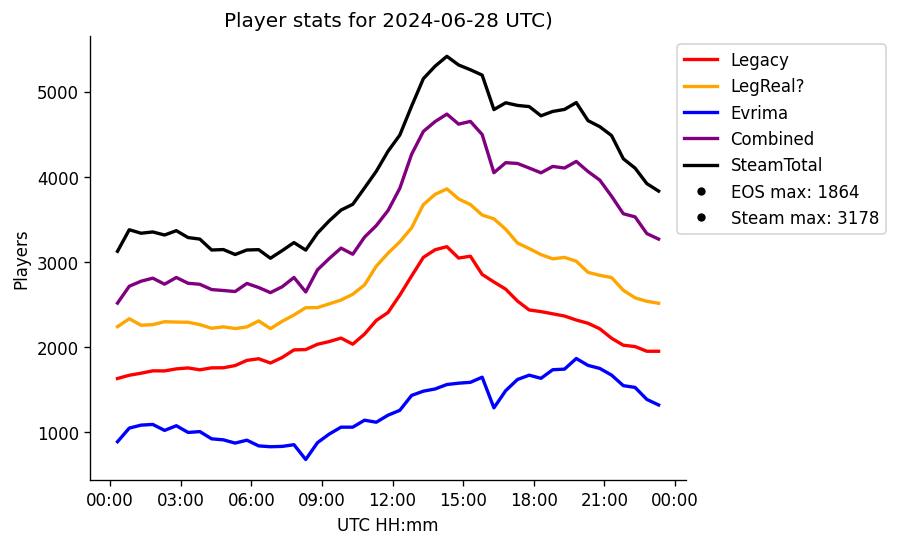 Player stats for 2024-06-28 UTC)
Legacy
LegReal?
Evrima
Combined
SteamTotal
EOS max: 1864
Steam max: 3178
Players
5000
4000
3000
2000
1000
00:00 03:00 06:00 09:00 12:00 15:00 18:00 21:00 00:00
UTC HH:mm